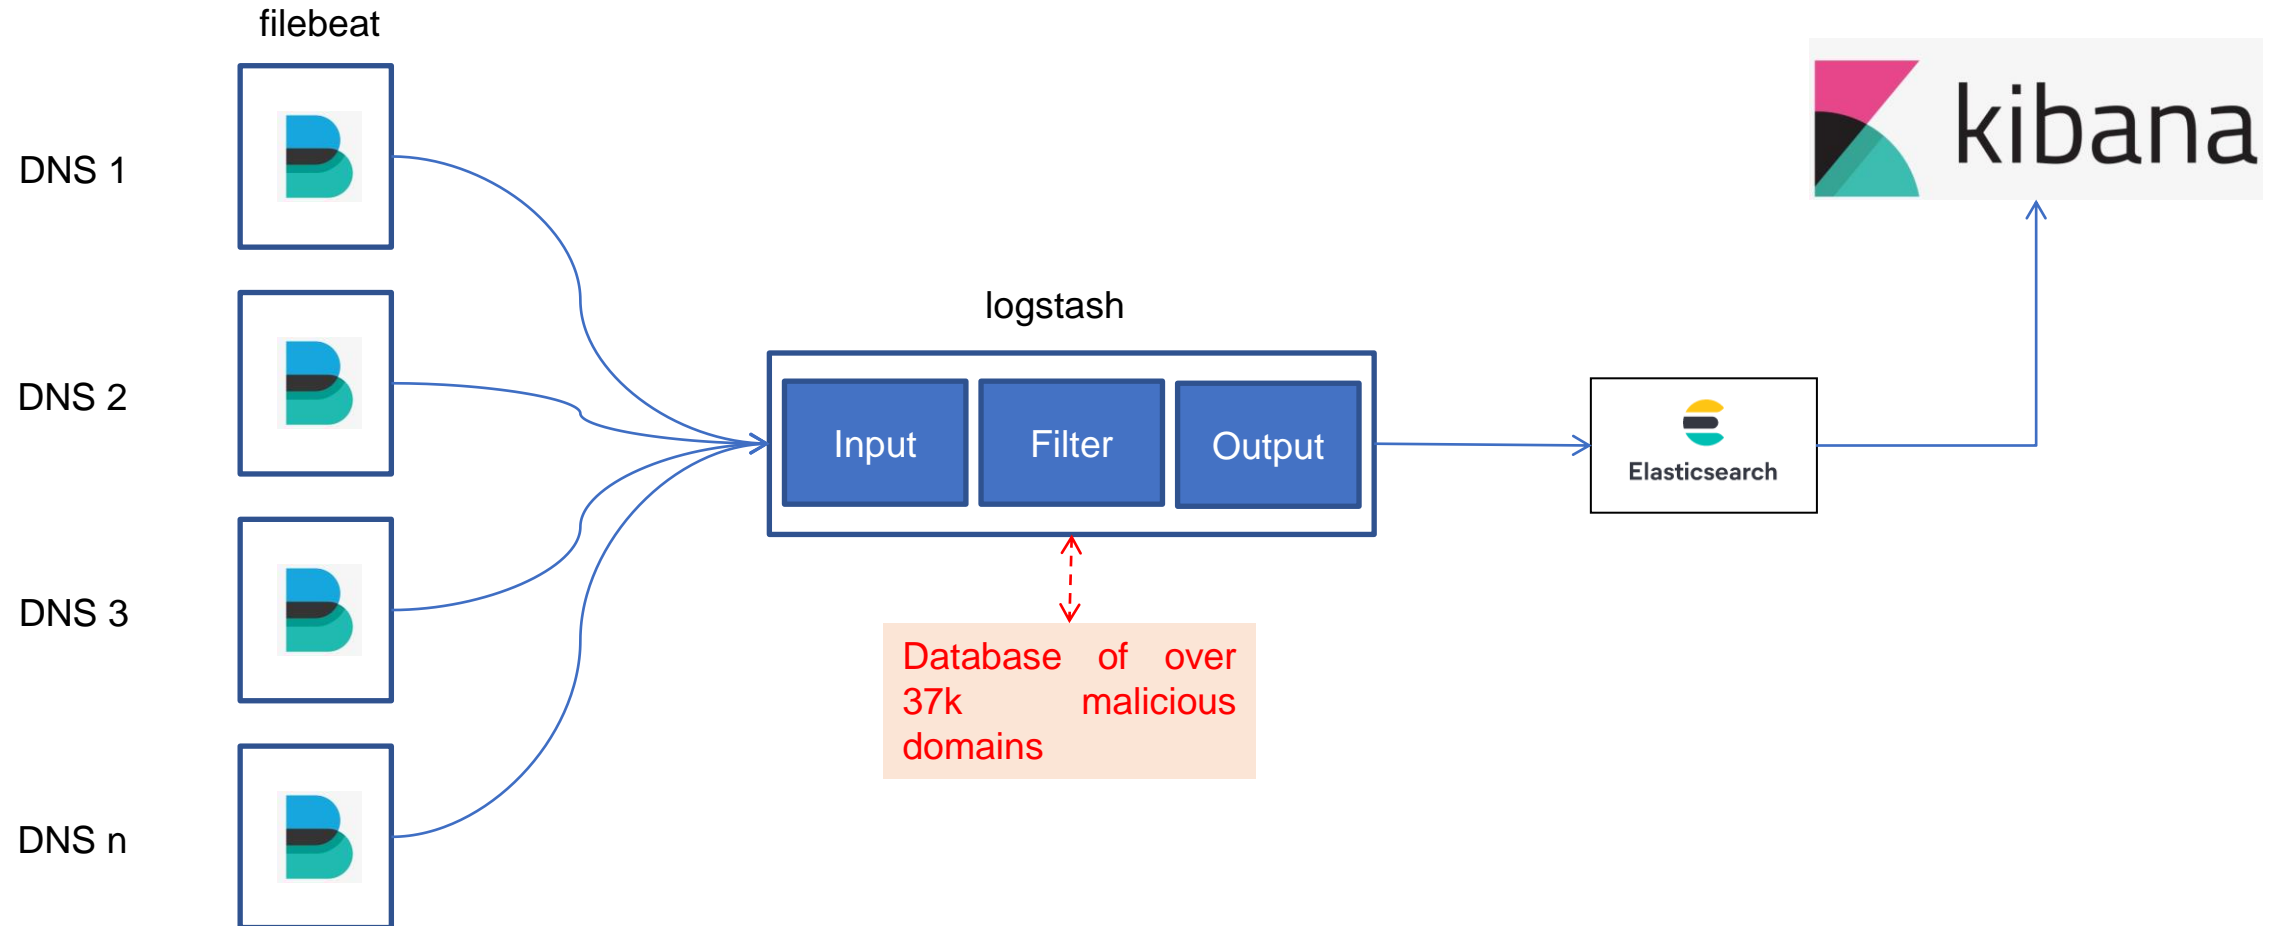 filebeat
kibana
DNS 1
logstash
DNS 2
Input
Filter
Output
Elasticsearch
DNS 3
Database of over
37k malicious
domains
DNS n